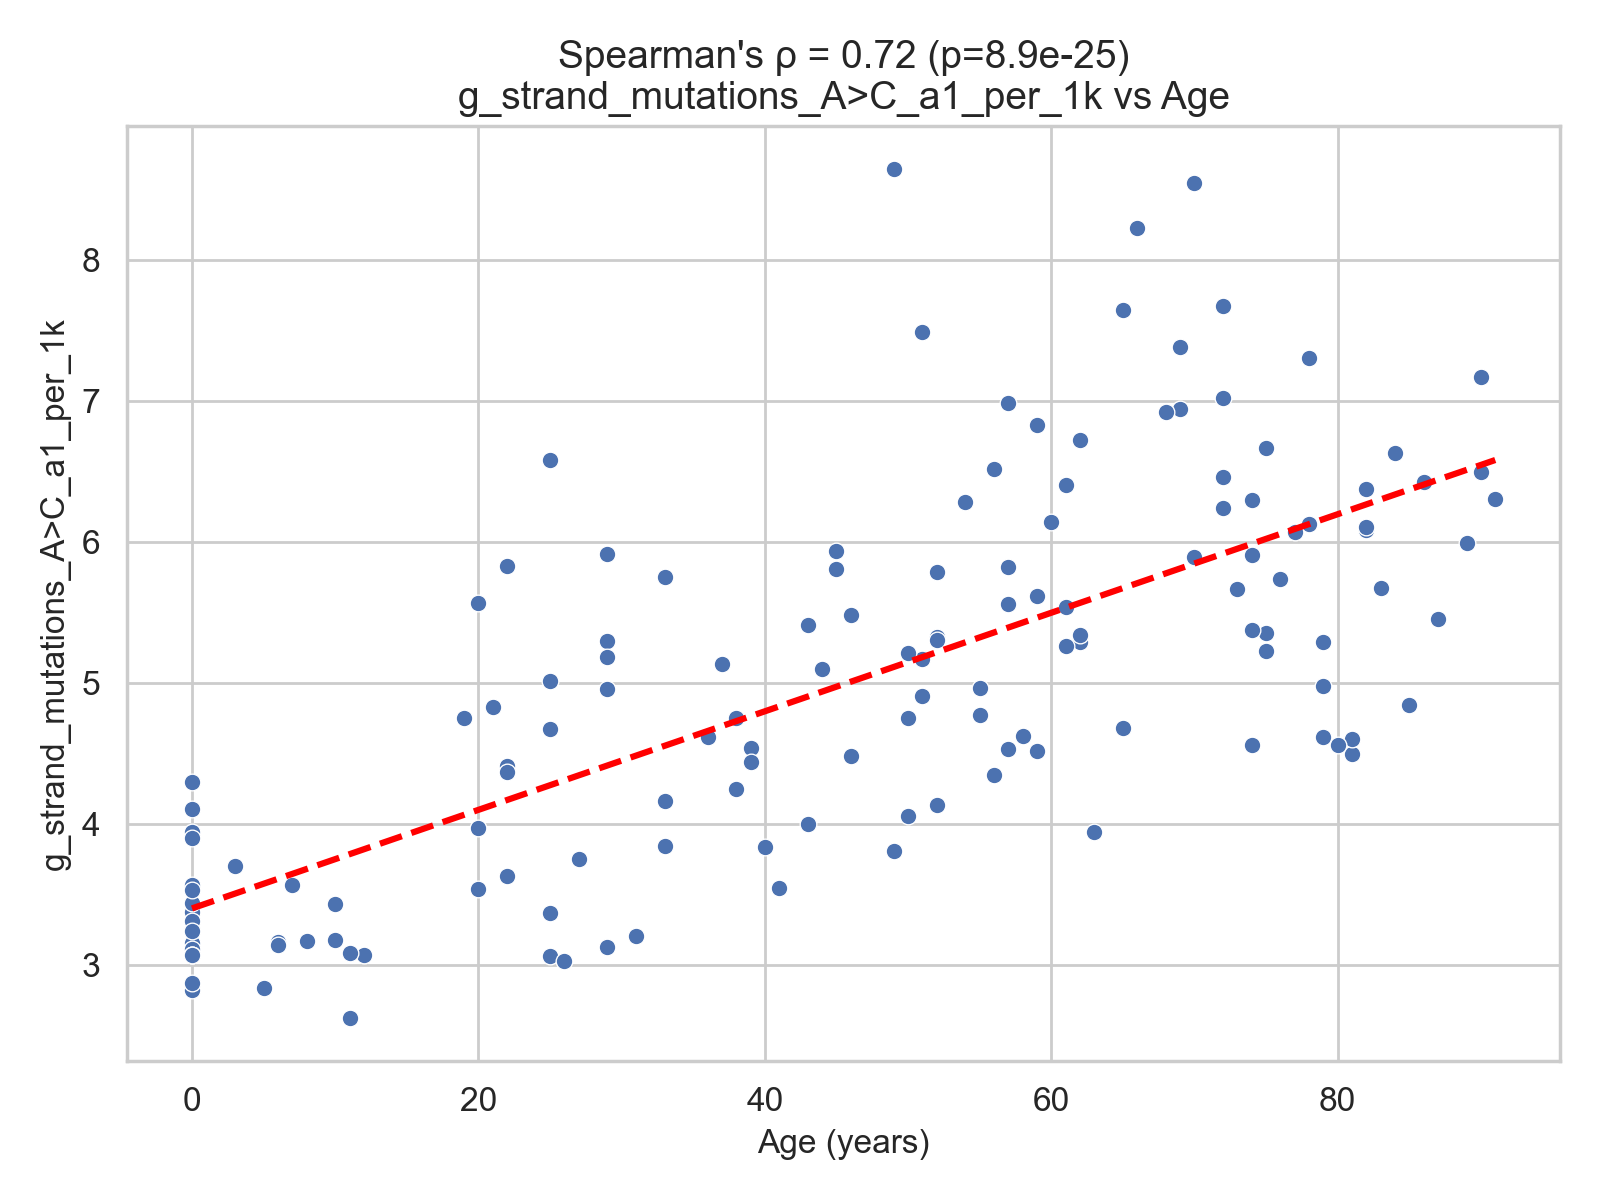 Spearman's ρ = 0.72 (p=8.9e-25)
g_strand_mutations_A>C_a1_per_1k vs Age
g_strand_mutations_A>C_a1_per_1k
8
7
6
5
4
3
0
20
40
60
80
Age (years)